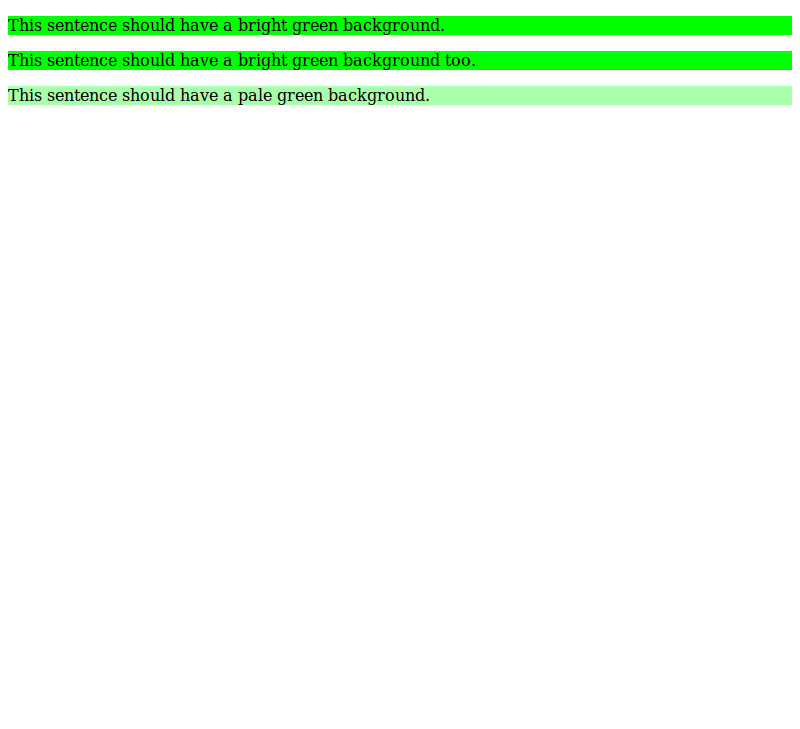 This sentence should have a bright green background.
This sentence should have a bright green background too.
This sentence should have a pale green background.